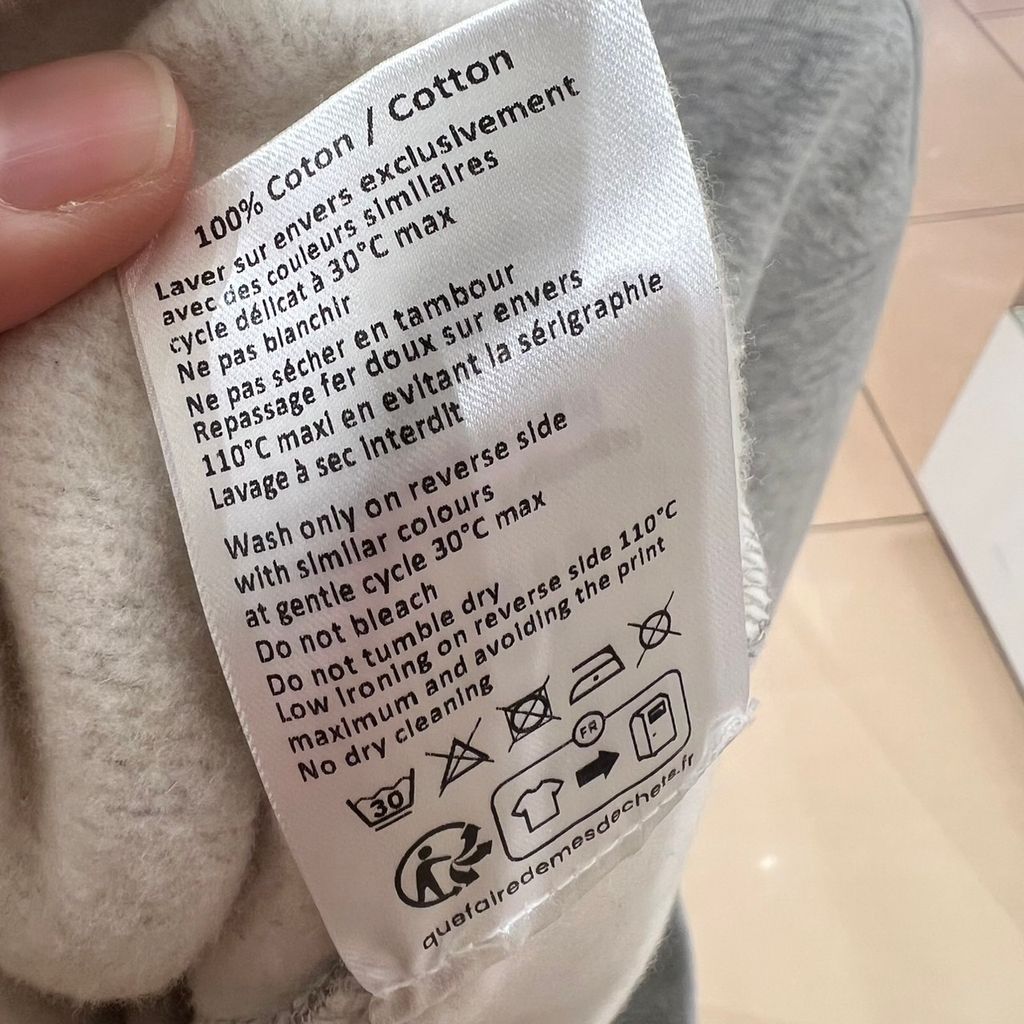 100% Coton / Cotton
Laver sur envers exclusivement
avec des couleurs similaires
cycle délicat à 30°C max
Ne pas blanchir
Ne pas sécher en tambour
Repassage fer doux sur envers
110°C maxi en evitant la sérigraphie
Lavage à sec interdit
Wash only on reverse side
with similar colours
at gentle cycle 30°C max
Do not bleach
Do not tumble dry
Low ironing on reverse side 110°C
maximum and avoiding the print
No dry cleaning
30
FR
quefairedemesdechets.fr